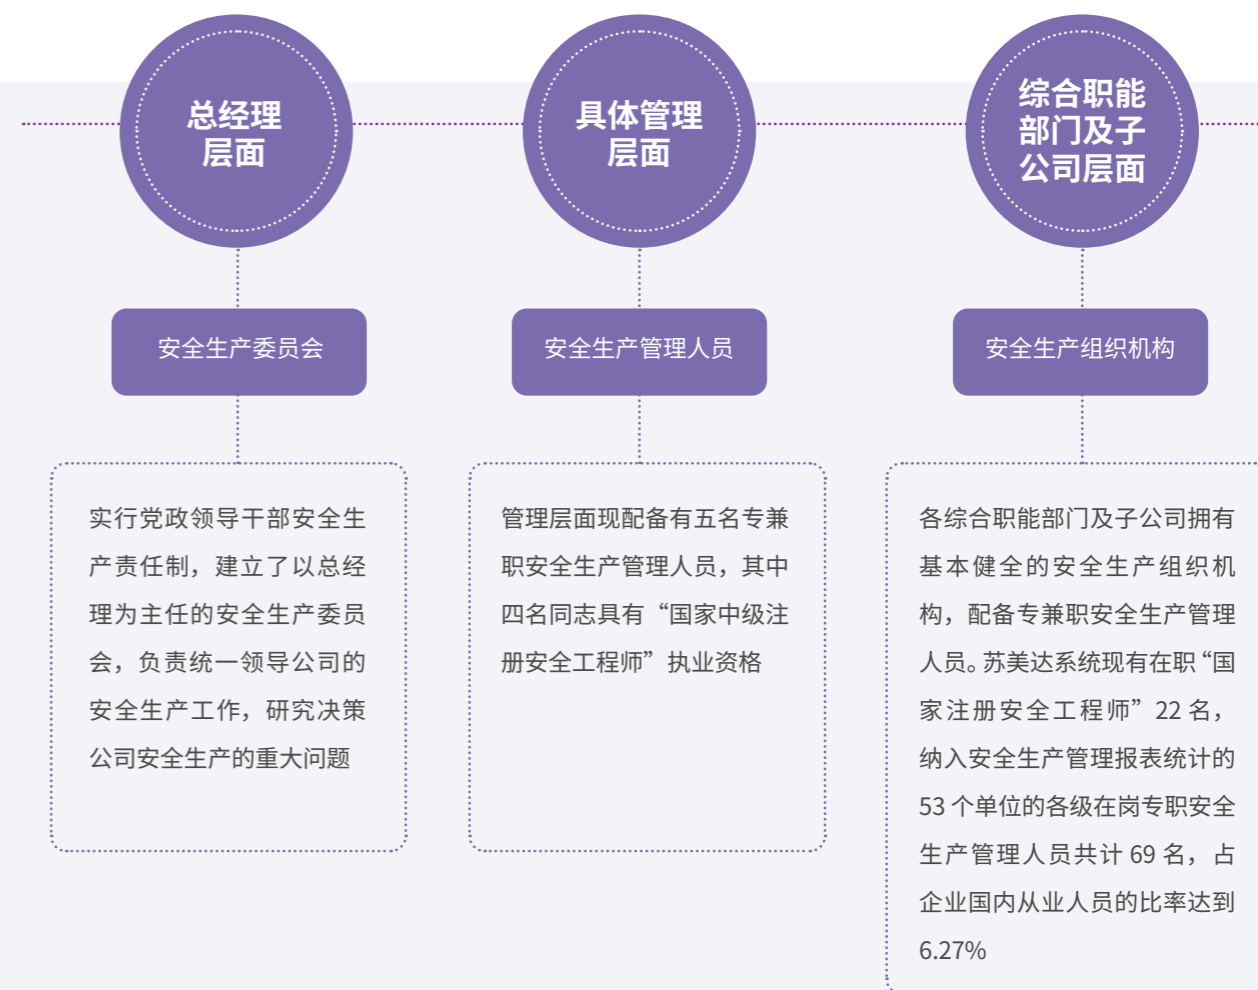 总经理
层面
安全生产委员会
实行党政领导干部安全生
产责任制，建立了以总经
理为主任的安全生产委员
会，负责统一领导公司的
安全生产工作，研究决策
公司安全生产的重大问题
具体管理
层面
安全生产管理人员
管理层面现配备有五名专兼
职安全生产管理人员，其中
四名同志具有“国家中级注
册安全工程师”执业资格
综合职能
部门及子
公司层面
安全生产组织机构
各综合职能部门及子公司拥有
基本健全的安全生产组织机
构，配备专兼职安全生产管理
人员。苏美达系统现有在职“国
家注册安全工程师”22 名，
纳入安全生产管理报表统计的
53 个单位的各级在岗专职安全
生产管理人员共计 69 名，占
企业国内从业人员的比率达到
6.27%